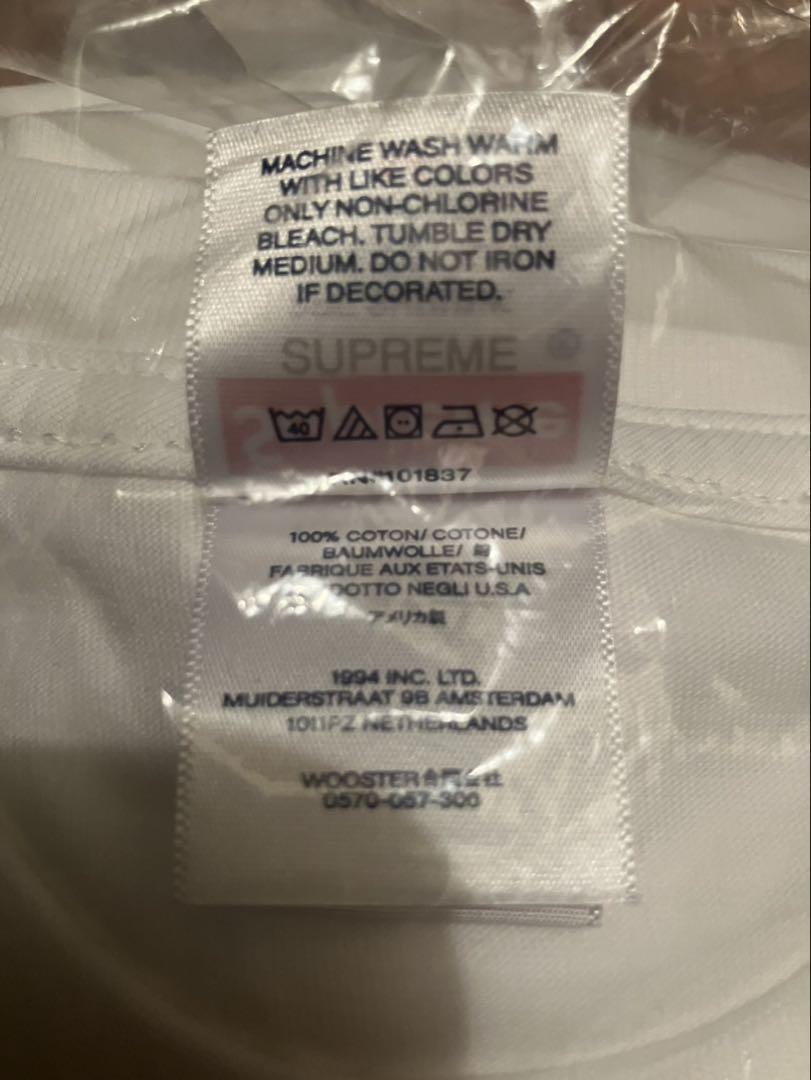 MACHINE WASH WARM
WITH LIKE COLORS
ONLY NON-CHLORINE
BLEACH. TUMBLE DRY
MEDIUM. DO NOT IRON
IF DECORATED.
SUPREME
40
101837
100% COTON/ COTONE/
BAUMWOLLE/ 綿
FABRIQUE AUX ETATS-UNIS
DOTTO NEGLI U.S.A
アメリカ製
1994 INC. LTD.
MUIDERSTRAAT 9B AMSTERDAM
1011PZ NETHERLANDS
WOOSTER合同会社
0570-067-300